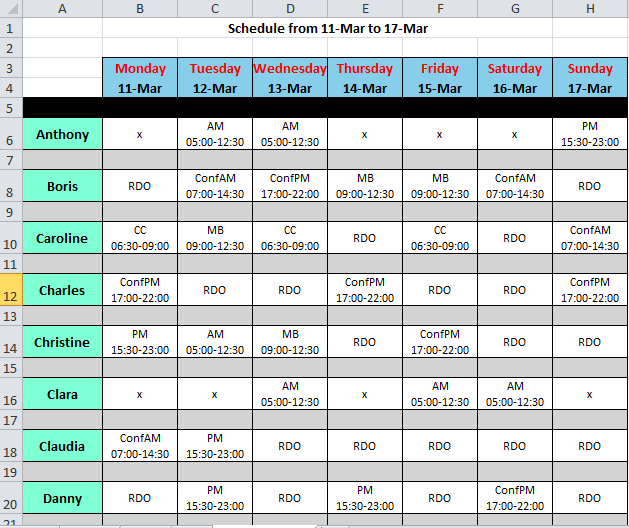 A B C D E F G H
1 Schedule from 11-Mar to 17-Mar
2
3 Monday Tuesday Wednesday Thursday Friday Saturday Sunday
4 11-Mar 12-Mar 13-Mar 14-Mar 15-Mar 16-Mar 17-Mar
5
AM AM PM
6 Anthony x 05:00-12:30 05:00-12:30 x x x 15:30-23:00
7
ConfAM ConfPM MB MB ConfAM
8 Boris RDO 07:00-14:30 17:00-22:00 09:00-12:30 09:00-12:30 07:00-14:30 RDO
9
CC MB CC CC ConfAM
10 Caroline 06:30-09:00 09:00-12:30 06:30-09:00 RDO 06:30-09:00 RDO 07:00-14:30
11
ConfPM ConfPM ConfPM
12 Charles 17:00-22:00 RDO RDO 17:00-22:00 RDO RDO 17:00-22:00
13
PM AM MB ConfPM
14 Christine 15:30-23:00 05:00-12:30 09:00-12:30 RDO 17:00-22:00 RDO RDO
15
AM AM AM
16 Clara x x 05:00-12:30 x 05:00-12:30 05:00-12:30 x
17
ConfAM PM
18 Claudia 07:00-14:30 15:30-23:00 RDO RDO RDO RDO RDO
19
PM PM ConfPM
20 Danny RDO 15:30-23:00 RDO 15:30-23:00 RDO 17:00-22:00 RDO
21